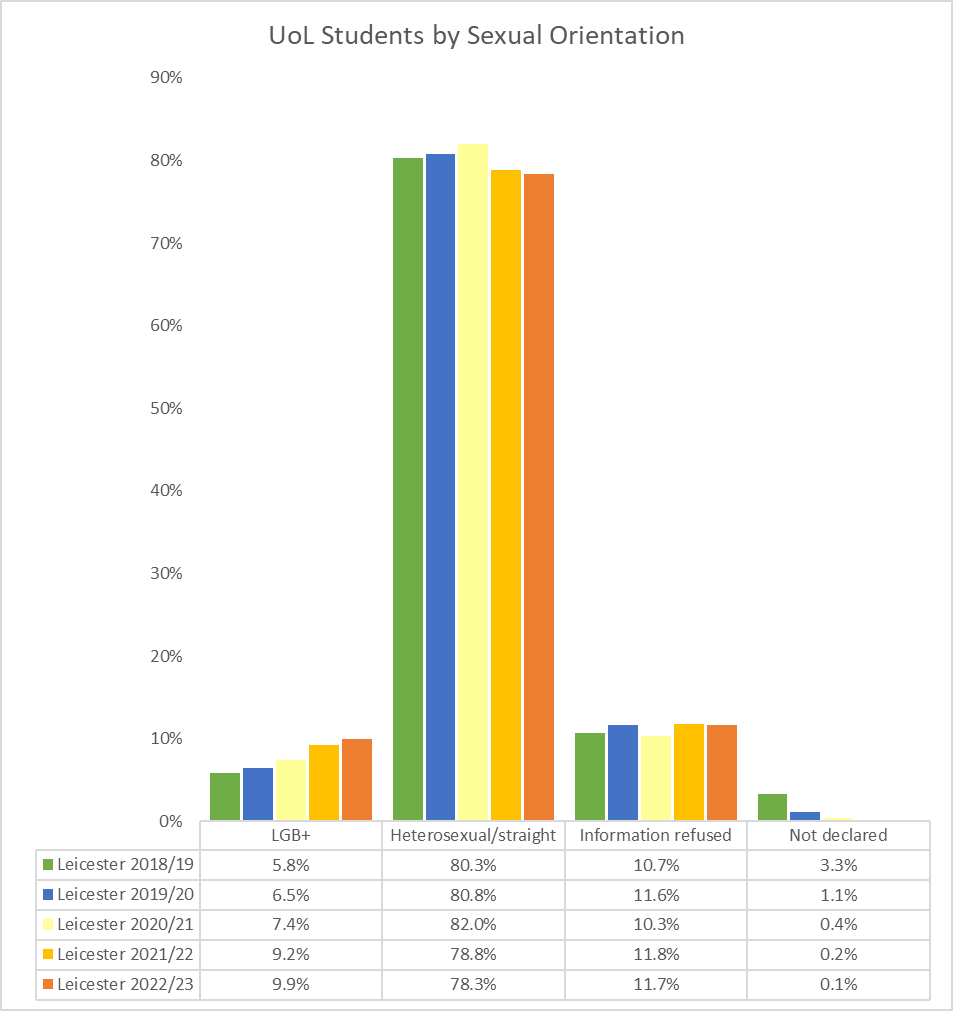 UoL Students by Sexual Orientation
90%
80%
70%
60%
50%
40%
30%
20%
10%
0%
LGB+ Heterosexual/straight Information refused Not declared
Leicester 2018/19 5.8% 80.3% 10.7% 3.3%
Leicester 2019/20 6.5% 80.8% 11.6% 1.1%
Leicester 2020/21 7.4% 82.0% 10.3% 0.4%
Leicester 2021/22 9.2% 78.8% 11.8% 0.2%
Leicester 2022/23 9.9% 78.3% 11.7% 0.1%